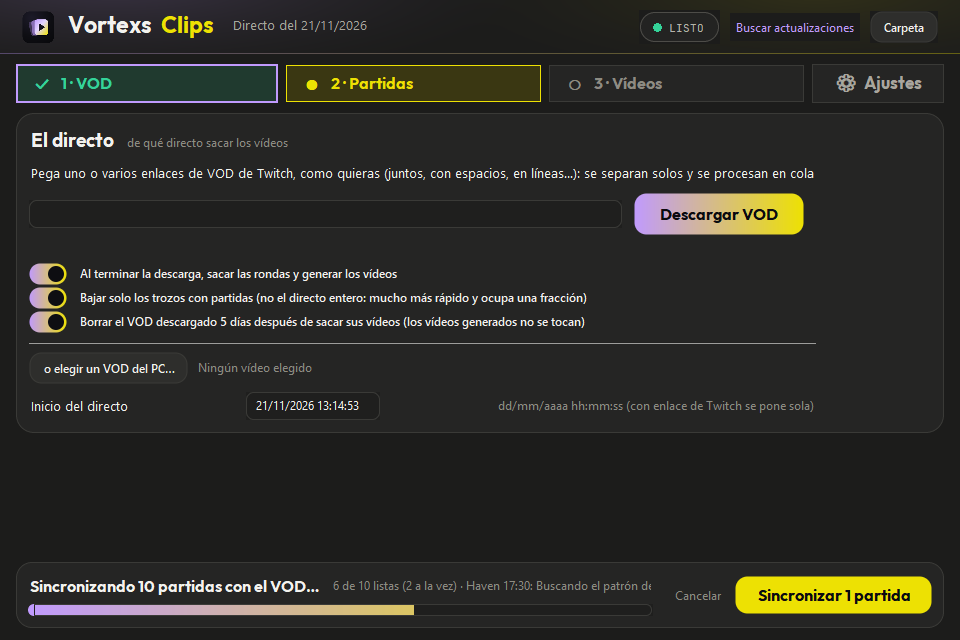 Vortexs Clips Directo del 21/11/2026 LISTO Buscar actualizaciones Carpeta
1·VOD 2·Partidas 3·Vídeos Ajustes
El directo de qué directo sacar los vídeos
Pega uno o varios enlaces de VOD de Twitch, como quieras (juntos, con espacios, en líneas...): se separan solos y se procesan en cola
Descargar VOD
Al terminar la descarga, sacar las rondas y generar los vídeos
Bajar solo los trozos con partidas (no el directo entero: mucho más rápido y ocupa una fracción)
Borrar el VOD descargado 5 días después de sacar sus vídeos (los vídeos generados no se tocan)
o elegir un VOD del PC... Ningún vídeo elegido
Inicio del directo 21/11/2026 13:14:53 dd/mm/aaaa hh:mm:ss (con enlace de Twitch se pone sola)
Sincronizando 10 partidas con el VOD... 6 de 10 listas (2 a la vez) · Haven 17:30: Buscando el patrón de Cancelar Sincronizar 1 partida